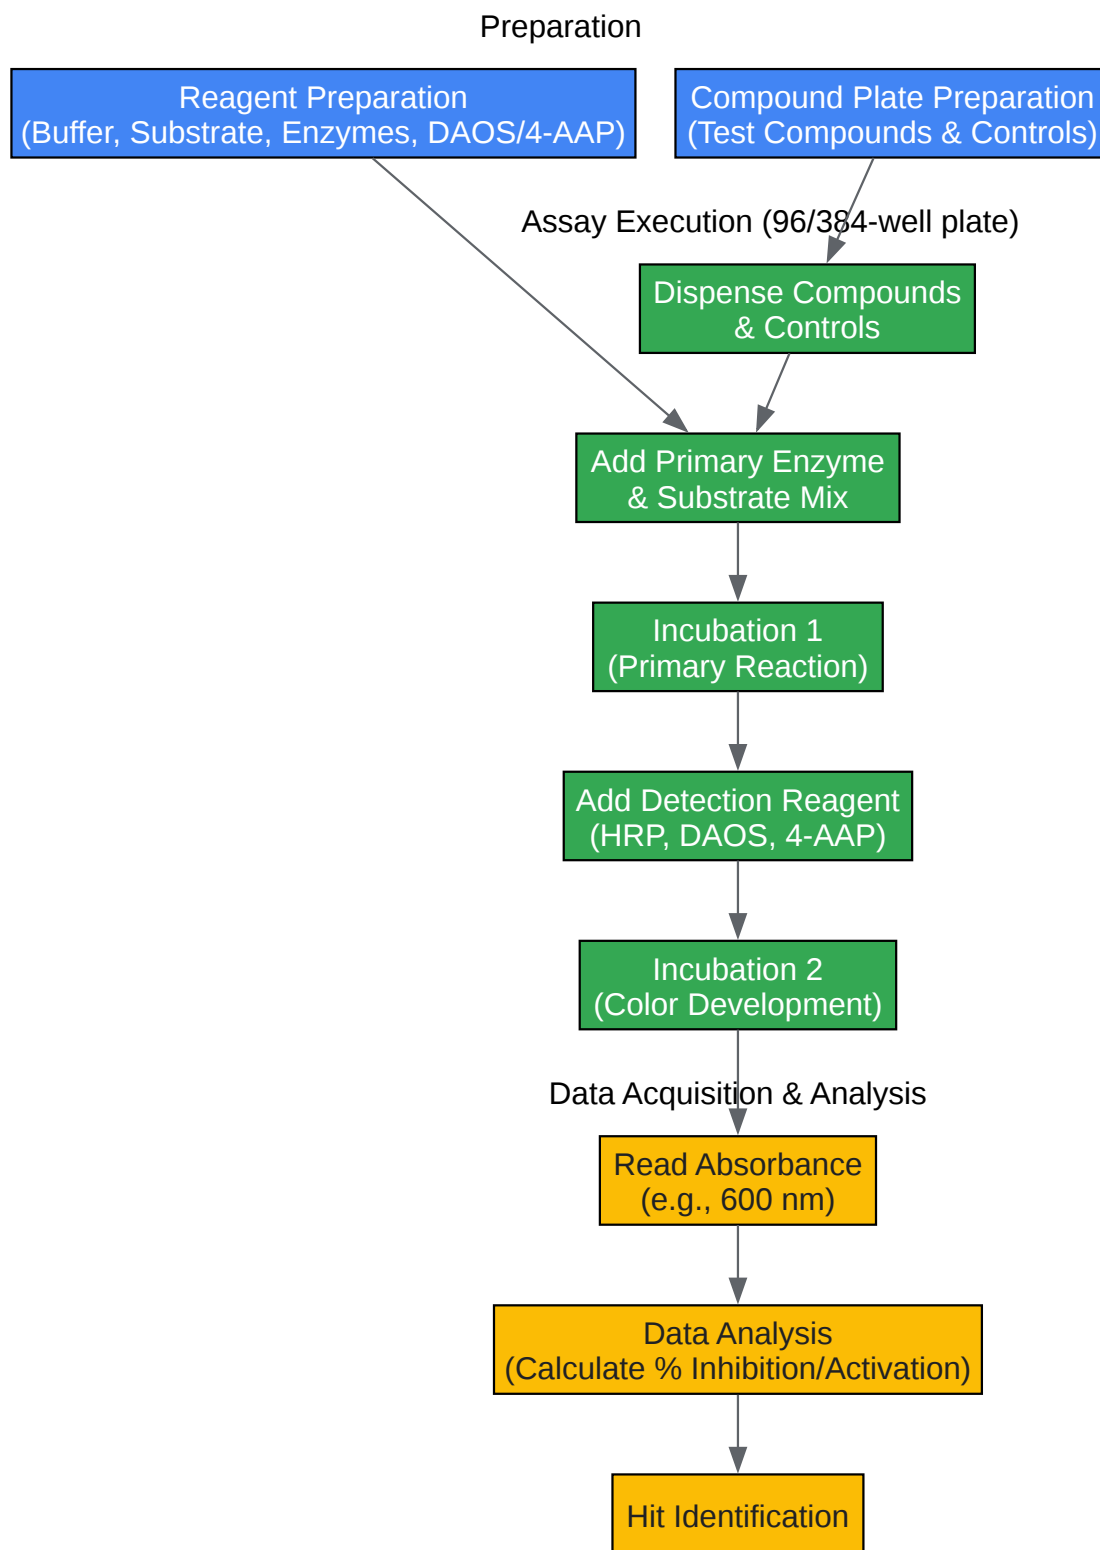 Preparation
Reagent Preparation
(Buffer, Substrate, Enzymes, DAOS/4-AAP)
Compound Plate Preparation
(Test Compounds & Controls)
Assay Execution (96/384-well plate)
Dispense Compounds
& Controls
Add Primary Enzyme
& Substrate Mix
Incubation 1
(Primary Reaction)
Add Detection Reagent
(HRP, DAOS, 4-AAP)
Incubation 2
(Color Development)
Data Acquisition & Analysis
Read Absorbance
(e.g., 600 nm)
Data Analysis
(Calculate % Inhibition/Activation)
Hit Identification